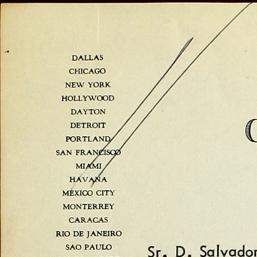 DALLAS
CHICAGO
NEW YORK
HOLLYWOOD
DAYTON
DETROIT
PORTLAND
SAN FRANCISCO
MIAMI
HAVANA
MEXICO CITY
MONTERREY
CARACAS
RIO DE JANEIRO
SAO PAULO
Sr. D. Salvador